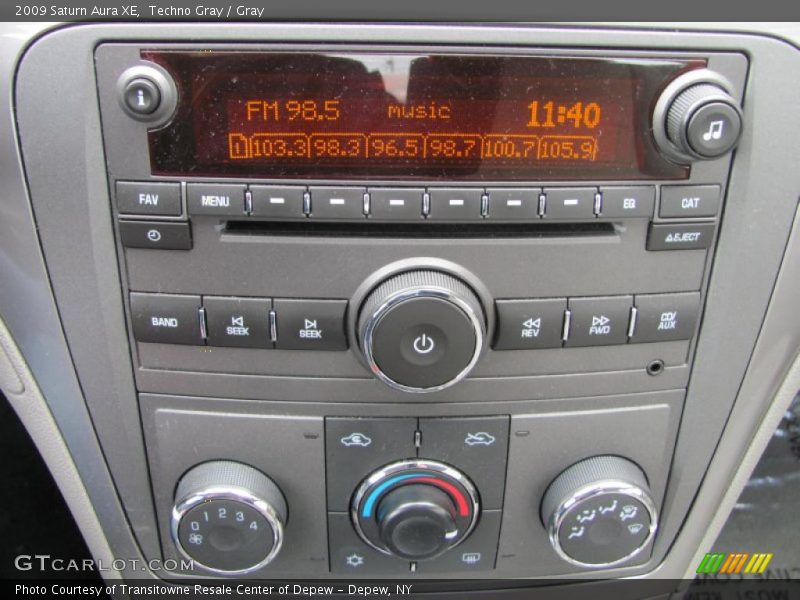 2009 Saturn Aura XE, Techno Gray / Gray
i
FM 98.5 music 11:40
1 103.3 98.3 96.5 98.7 100.7 105.9
FAV MENU EQ CAT
EJECT
BAND SEEK SEEK REV FWD CD/AUX
0 1 2 3 4
GTCARLOT.COM
Photo Courtesy of Transitowne Resale Center of Depew – Depew, NY